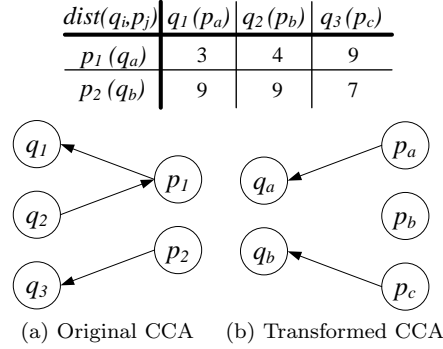 dist(qi,pj) q1(pa) q2(pb) q3(pc)
p1(qa) 3 4 9
p2(qb) 9 9 7
q1
p1
q2
p2
q3
pa
qa
pb
qb
pc
(a) Original CCA (b) Transformed CCA